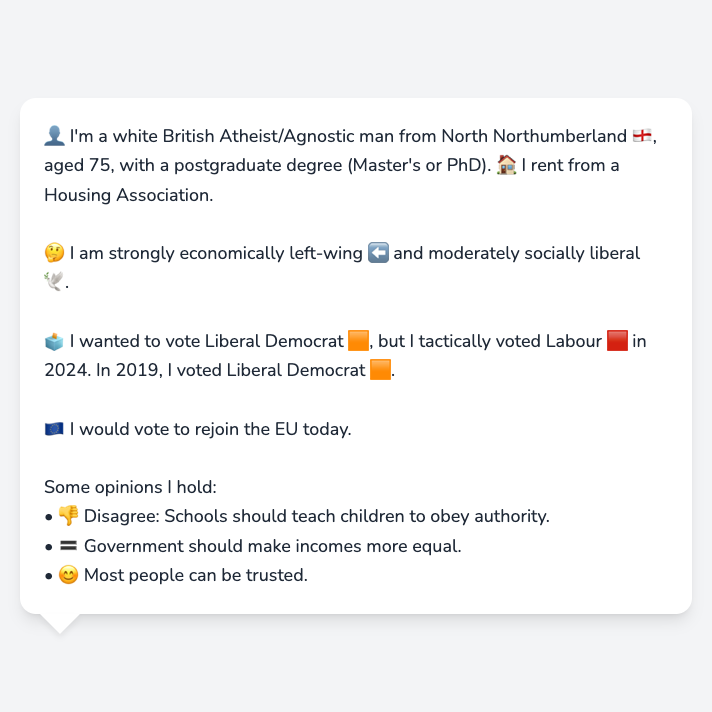 👤 I'm a white British Atheist/Agnostic man from North Northumberland 🏴󠁧󠁢󠁥󠁮󠁧󠁿,
aged 75, with a postgraduate degree (Master's or PhD). 🏠 I rent from a
Housing Association.
🤔 I am strongly economically left-wing ⬅️ and moderately socially liberal
🕊️.
🗳️ I wanted to vote Liberal Democrat 🟧, but I tactically voted Labour 🟥 in
2024. In 2019, I voted Liberal Democrat 🟧.
🇪🇺 I would vote to rejoin the EU today.
Some opinions I hold:
• 👎 Disagree: Schools should teach children to obey authority.
• 🟰 Government should make incomes more equal.
• 😊 Most people can be trusted.